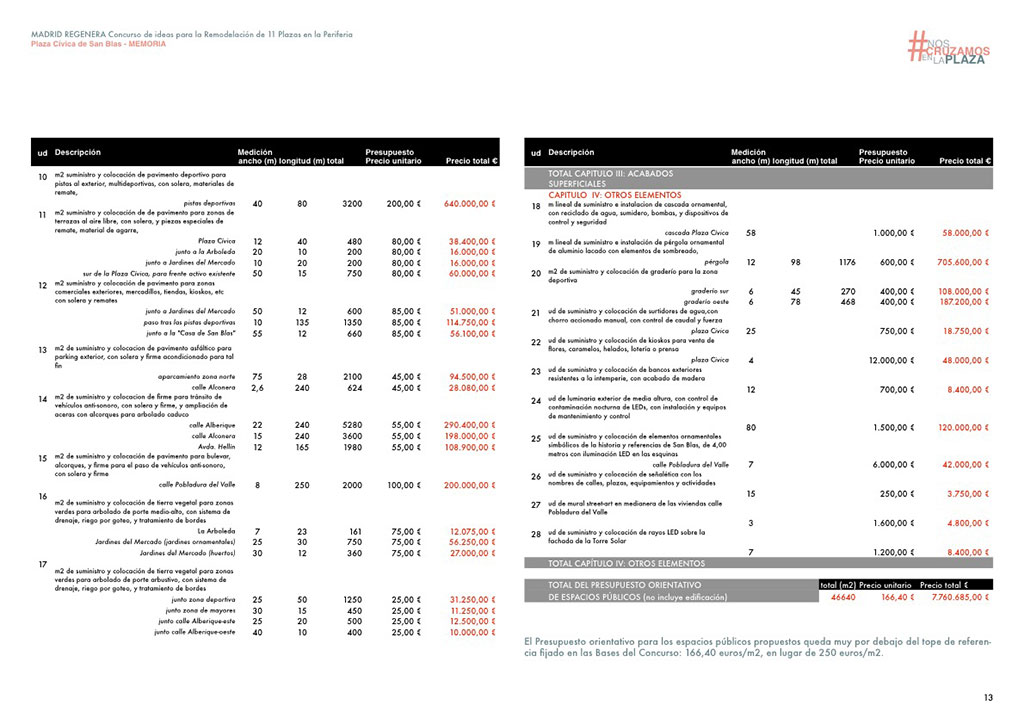 MADRID REGENERA Concurso de ideas para la Remodelación de 11 Plazas en la Periferia
Plaza Cívica de San Blas - MEMORIA
#NOS
CRUZAMOS
EN LA PLAZA
ud Descripción Medición Presupuesto
ancho (m) longitud (m) total Precio unitario Precio total €
10 m2 suministro y colocación de pavimento deportivo para
pistas al exterior, multideportivas, con solera, materiales de
remate,
pistas deportivas 40 80 3200 200,00 € 640.000,00 €
11 m2 suministro y colocación de de pavimento para zonas de
terrazas al aire libre, con solera, y piezas especiales de
remate, material de agarre,
Plaza Cívica 12 40 480 80,00 € 38.400,00 €
junto a la Arboleda 20 10 200 80,00 € 16.000,00 €
junto a Jardines del Mercado 10 20 200 80,00 € 16.000,00 €
sur de la Plaza Cívica, para frente activo existente 50 15 750 80,00 € 60.000,00 €
12 m2 suministro y colocación de pavimento para zonas
comerciales exteriores, mercadillos, tiendas, kioskos, etc
con solera y remates
junto a Jardines del Mercado 50 12 600 85,00 € 51.000,00 €
paso tras las pistas deportivas 10 135 1350 85,00 € 114.750,00 €
junto a la "Casa de San Blas" 55 12 660 85,00 € 56.100,00 €
13 m2 de suministro y colocacion de pavimento asfáltico para
parking exterior, con solera y firme acondicionado para tal
fin
aparcamiento zona norte 75 28 2100 45,00 € 94.500,00 €
calle Alconera 2,6 240 624 45,00 € 28.080,00 €
14 m2 de suministro y colocacion de firme para tránsito de
vehículos anti-sonoro, con solera y firme, y ampliación de
aceras con alcorques para arbolado caduco
calle Alberique 22 240 5280 55,00 € 290.400,00 €
calle Alconera 15 240 3600 55,00 € 198.000,00 €
Avda. Hellín 12 165 1980 55,00 € 108.900,00 €
15 m2 de suministro y colocación de pavimento para bulevar,
alcorques, y firme para el paso de vehículos anti-sonoro,
con solera y firme
calle Pobladura del Valle 8 250 2000 100,00 € 200.000,00 €
16
m2 de suministro y colocación de tierra vegetal para zonas
verdes para arbolado de porte medio-alto, con sistema de
drenaje, riego por goteo, y tratamiento de bordes
La Arboleda 7 23 161 75,00 € 12.075,00 €
Jardines del Mercado (jardines ornamentales) 25 30 750 75,00 € 56.250,00 €
Jardines del Mercado (huertos) 30 12 360 75,00 € 27.000,00 €
17
m2 de suministro y colocación de tierra vegetal para zonas
verdes para arbolado de porte arbustivo, con sistema de
drenaje, riego por goteo, y tratamiento de bordes
junto zona deportiva 25 50 1250 25,00 € 31.250,00 €
junto zona de mayores 30 15 450 25,00 € 11.250,00 €
junto calle Alberique-este 25 20 500 25,00 € 12.500,00 €
junto calle Alberique-oeste 40 10 400 25,00 € 10.000,00 €
ud Descripción Medición Presupuesto
ancho (m) longitud (m) total Precio unitario Precio total €
TOTAL CAPITULO III: ACABADOS
SUPERFICIALES
CAPITULO IV: OTROS ELEMENTOS
18 m lineal de suministro e instalacion de cascada ornamental,
con reciclado de agua, sumidero, bombas, y dispositivos de
control y seguridad
cascada Plaza Cívica 58 1.000,00 € 58.000,00 €
19 m lineal de suministro e instalación de pérgola ornamental
de aluminio lacado con elementos de sombreado,
pérgola 12 98 1176 600,00 € 705.600,00 €
20 m2 de suministro y colocación de graderío para la zona
deportiva
graderío sur 6 45 270 400,00 € 108.000,00 €
graderío oeste 6 78 468 400,00 € 187.200,00 €
21 ud de suministro y colocación de surtidores de agua,con
chorro accionado manual, con control de caudal y fuerza
plaza Cívica 25 750,00 € 18.750,00 €
22 ud de suministro y colocación de kioskos para venta de
flores, caramelos, helados, lotería o prensa
plaza Cívica 4 12.000,00 € 48.000,00 €
23 ud de suministro y colocación de bancos exteriores
resistentes a la intemperie, con acabado de madera
12 700,00 € 8.400,00 €
24 ud de luminaria exterior de media altura, con control de
contaminación nocturna de LEDs, con instalación y equipos
de mantenimiento y control
80 1.500,00 € 120.000,00 €
25 ud de suministro y colocación de elementos ornamentales
simbólicos de la historia y referencias de San Blas, de 4,00
metros con iluminación LED en las esquinas
calle Pobladura del Valle 7 6.000,00 € 42.000,00 €
26 ud de suministro y colocación de señalética con los
nombres de calles, plazas, equipamientos y actividades
15 250,00 € 3.750,00 €
27 ud de mural street-art en medianera de las viviendas calle
Pobladura del Valle
3 1.600,00 € 4.800,00 €
28 ud de suministro y colocación de rayos LED sobre la
fachada de la Torre Solar
7 1.200,00 € 8.400,00 €
TOTAL CAPÍTULO IV: OTROS ELEMENTOS
TOTAL DEL PRESUPUESTO ORIENTATIVO total (m2) Precio unitario Precio total €
DE ESPACIOS PÚBLICOS (no incluye edificación) 46640 166,40 € 7.760.685,00 €
El Presupuesto orientativo para los espacios públicos propuestos queda muy por debajo del tope de referen-
cia fijado en las Bases del Concurso: 166,40 euros/m2, en lugar de 250 euros/m2.
13